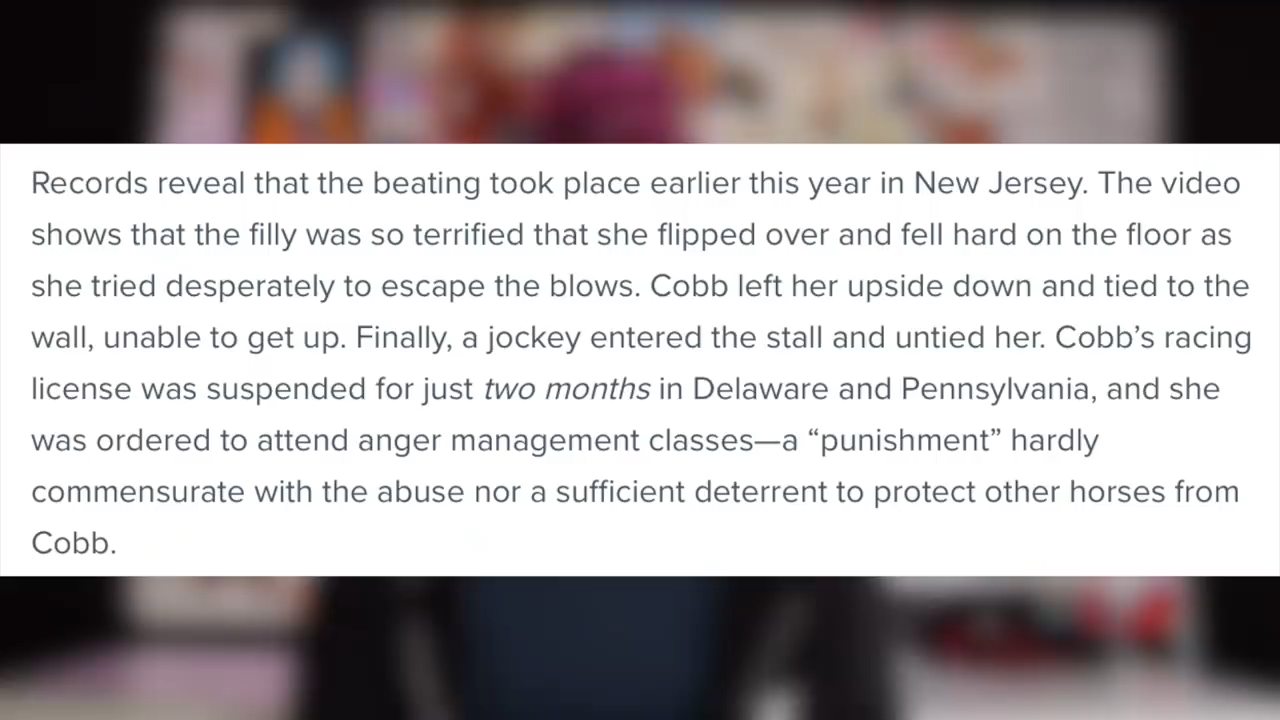 Records reveal that the beating took place earlier this year in New Jersey. The video
shows that the filly was so terrified that she flipped over and fell hard on the floor as
she tried desperately to escape the blows. Cobb left her upside down and tied to the
wall, unable to get up. Finally, a jockey entered the stall and untied her. Cobb’s racing
license was suspended for just two months in Delaware and Pennsylvania, and she
was ordered to attend anger management classes—a “punishment” hardly
commensurate with the abuse nor a sufficient deterrent to protect other horses from
Cobb.